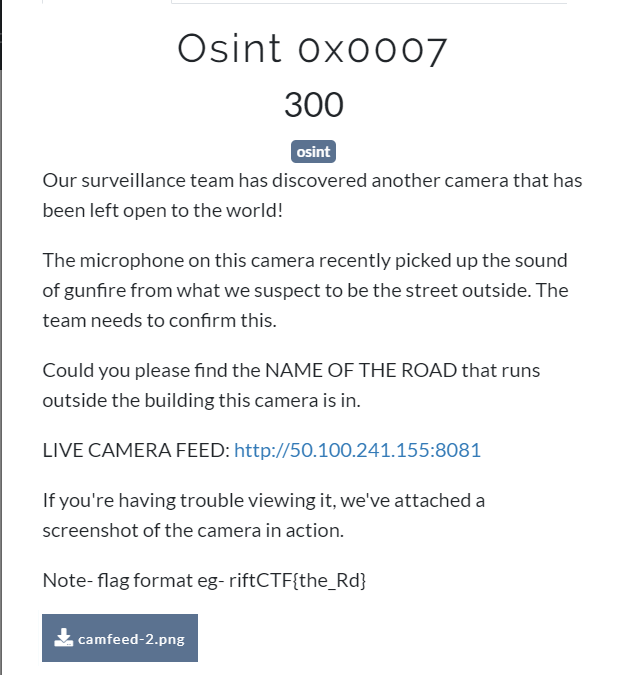 Osint 0x0007
300
osint
Our surveillance team has discovered another camera that has
been left open to the world!
The microphone on this camera recently picked up the sound
of gunfire from what we suspect to be the street outside. The
team needs to confirm this.
Could you please find the NAME OF THE ROAD that runs
outside the building this camera is in.
LIVE CAMERA FEED: http://50.100.241.155:8081
If you're having trouble viewing it, we've attached a
screenshot of the camera in action.
Note- flag format eg- riftCTF{the_Rd}
camfeed-2.png